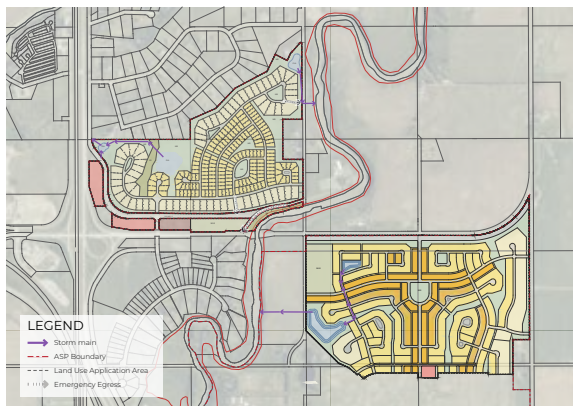 LEGEND
Storm main
ASP Boundary
Land Use Application Area
Emergency Egress